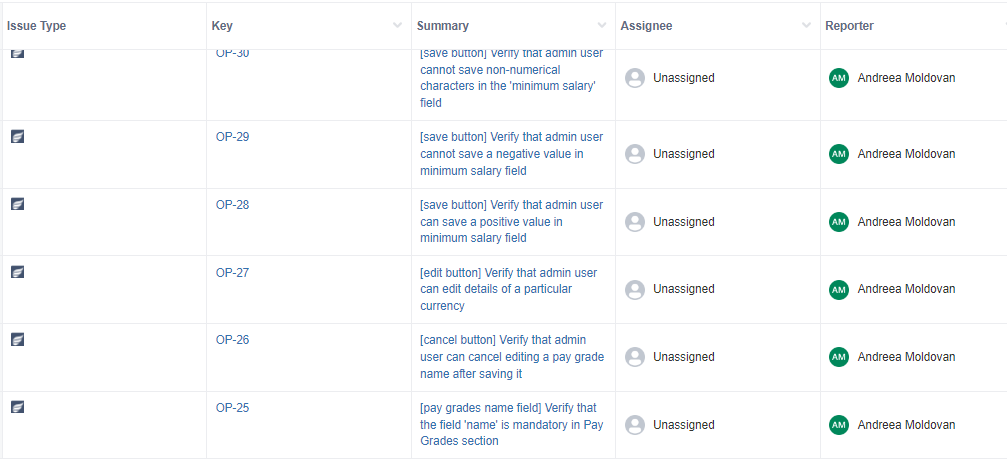 Issue Type
Key
Summary
Assignee
Reporter
OP-30
[save button] Verify that admin user
cannot save non-numerical
characters in the 'minimum salary'
field
Unassigned
AM Andreea Moldovan
OP-29
[save button] Verify that admin user
cannot save a negative value in
minimum salary field
Unassigned
AM Andreea Moldovan
OP-28
[save button] Verify that admin user
can save a positive value in
minimum salary field
Unassigned
AM Andreea Moldovan
OP-27
[edit button] Verify that admin user
can edit details of a particular
currency
Unassigned
AM Andreea Moldovan
OP-26
[cancel button] Verify that admin
user can cancel editing a pay grade
name after saving it
Unassigned
AM Andreea Moldovan
OP-25
[pay grades name field] Verify that
the field 'name' is mandatory in Pay
Grades section
Unassigned
AM Andreea Moldovan